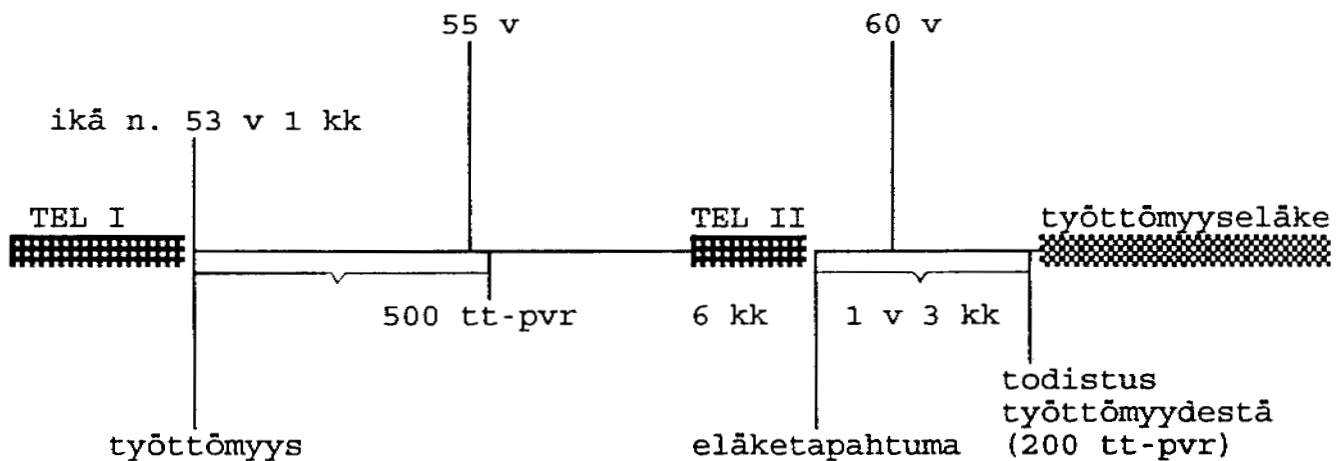 55 v 60 v
ikä n. 53 v 1 kk
TEL I TEL II työttömyyseläke
500 tt-pvr 6 kk 1 v 3 kk
todistus
työttömyydestä
työttömyys eläketapahtuma (200 tt-pvr)